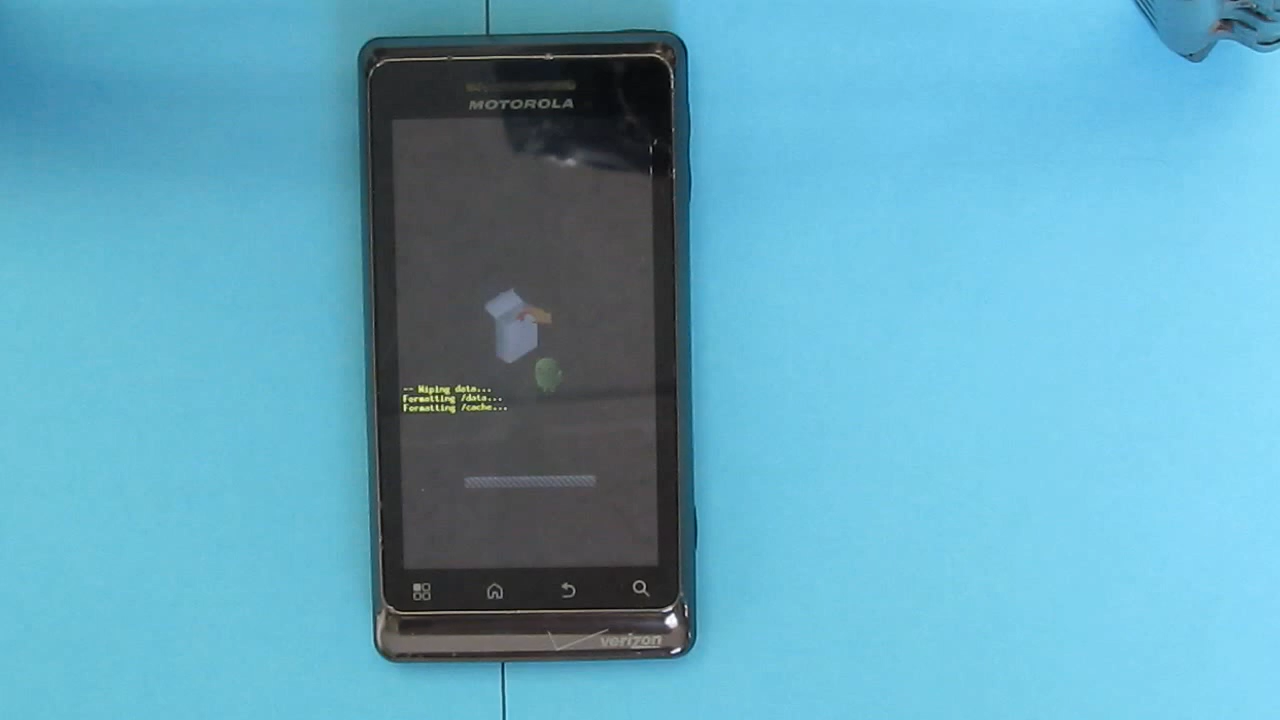 MOTOROLA
-- Wiping data...
Formatting /data...
Formatting /cache...
verizon